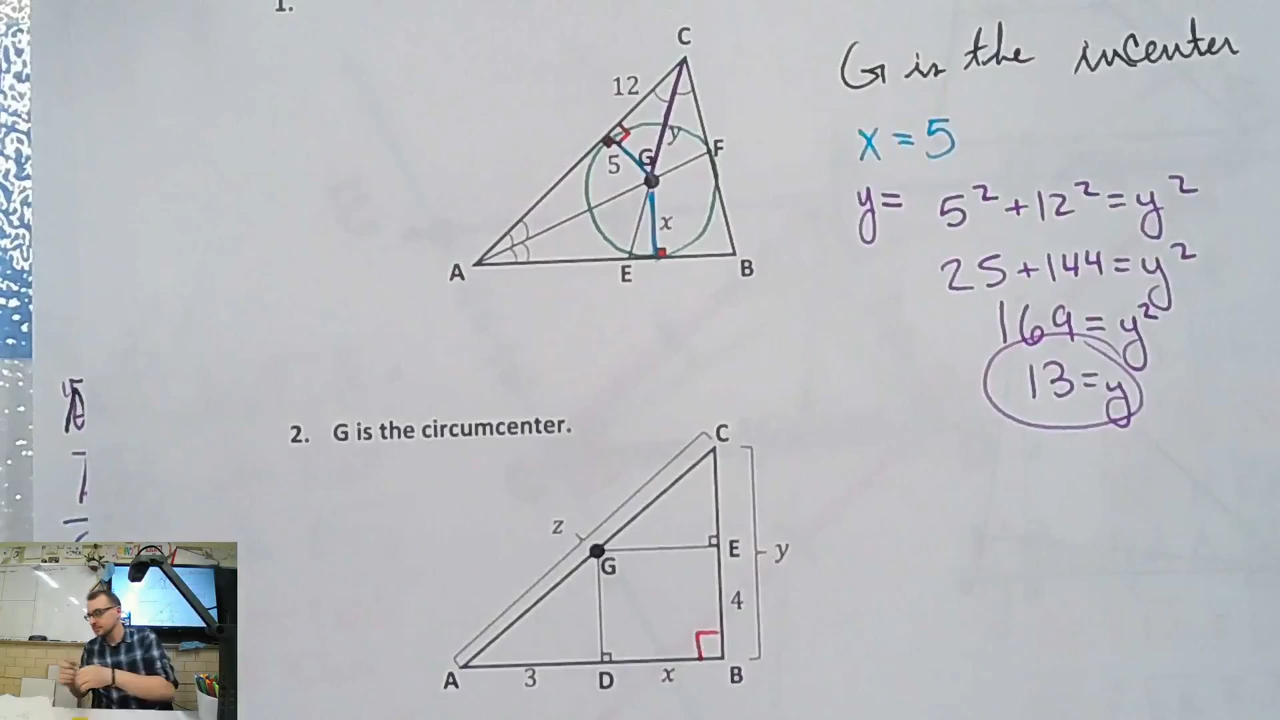 1.
C
12
y
G
F
5
x
A
E
B
G is the incenter
x = 5
y = 5² + 12² = y²
25 + 144 = y²
169 = y²
13 = y
2. G is the circumcenter.
C
z
G
E
y
4
A
3
D
x
B